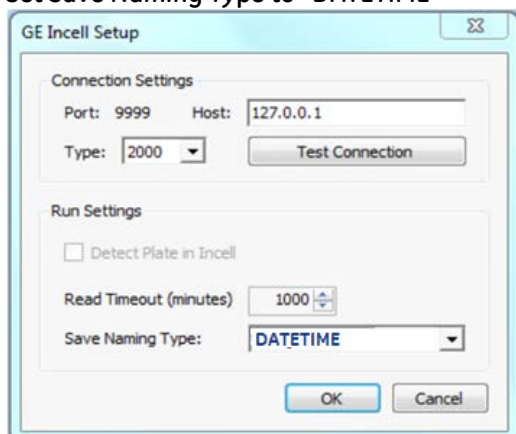 GE Incell Setup
Connection Settings
Port: 9999 Host: 127.0.0.1
Type: 2000 Test Connection
Run Settings
Detect Plate in Incell
Read Timeout (minutes) 1000
Save Naming Type: DATETIME
OK Cancel